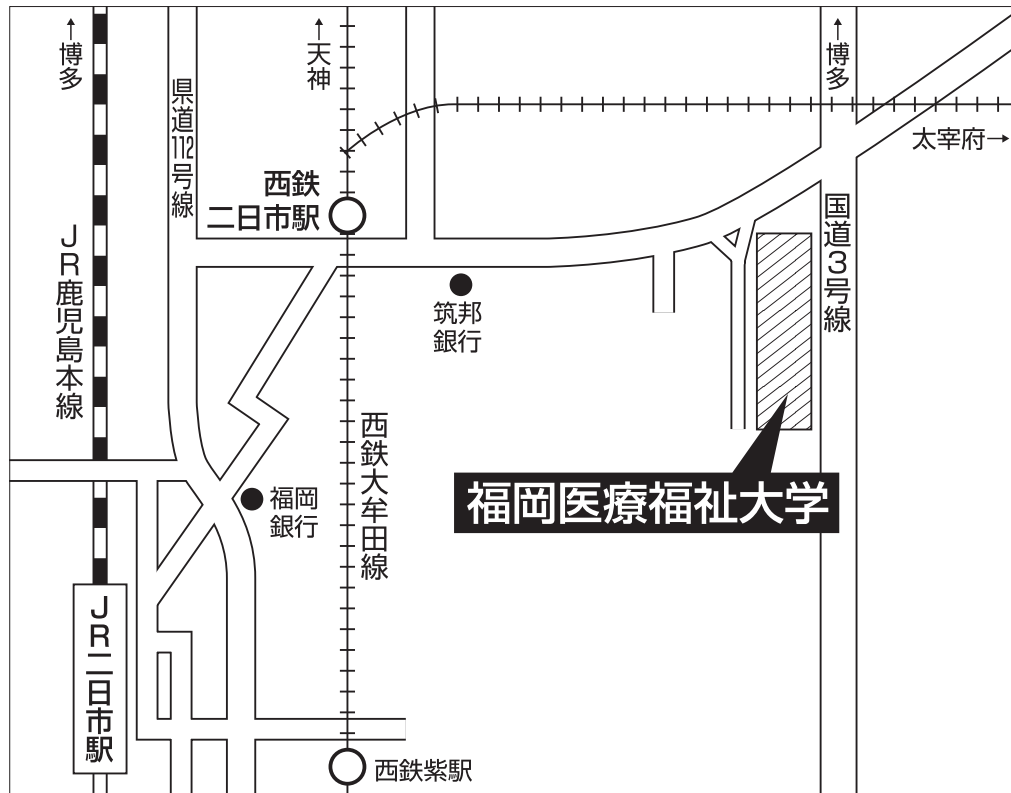 ↑博多
↑天神
↑博多
県道112号線
太宰府→
西鉄
二日市駅
国道3号線
JR鹿児島本線
筑邦
銀行
西鉄大牟田線
福岡
銀行
福岡医療福祉大学
JR二日市駅
西鉄紫駅